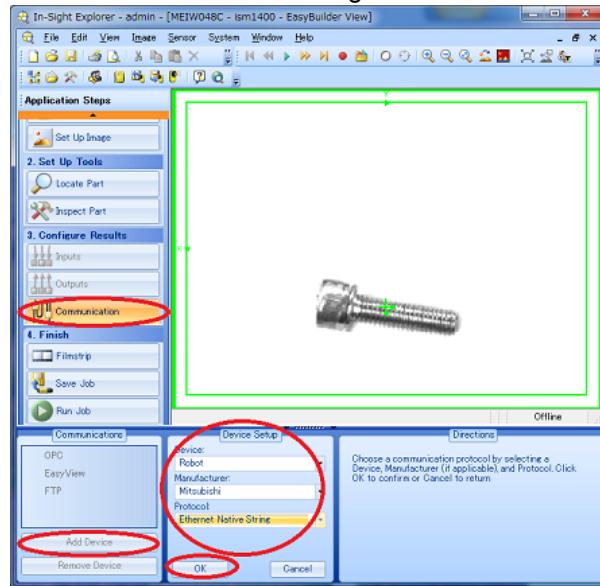 In-Sight Explorer - admin - [MEIW048C - ism1400 - EasyBuilder View]
File Edit View Image Sensor System Window Help
Application Steps
Set Up Image
2. Set Up Tools
Locate Part
Inspect Part
3. Configure Results
Inputs
Outputs
Communication
4. Finish
Filmstrip
Save Job
Run Job
Y
X
Offline
Communications
OPC
EasyView
FTP
Add Device
Remove Device
Device Setup
Device:
Robot
Manufacturer:
Mitsubishi
Protocol:
Ethernet Native String
OK
Cancel
Directions
Choose a communication protocol by selecting a
Device, Manufacturer (if applicable), and Protocol. Click
OK to confirm or Cancel to return